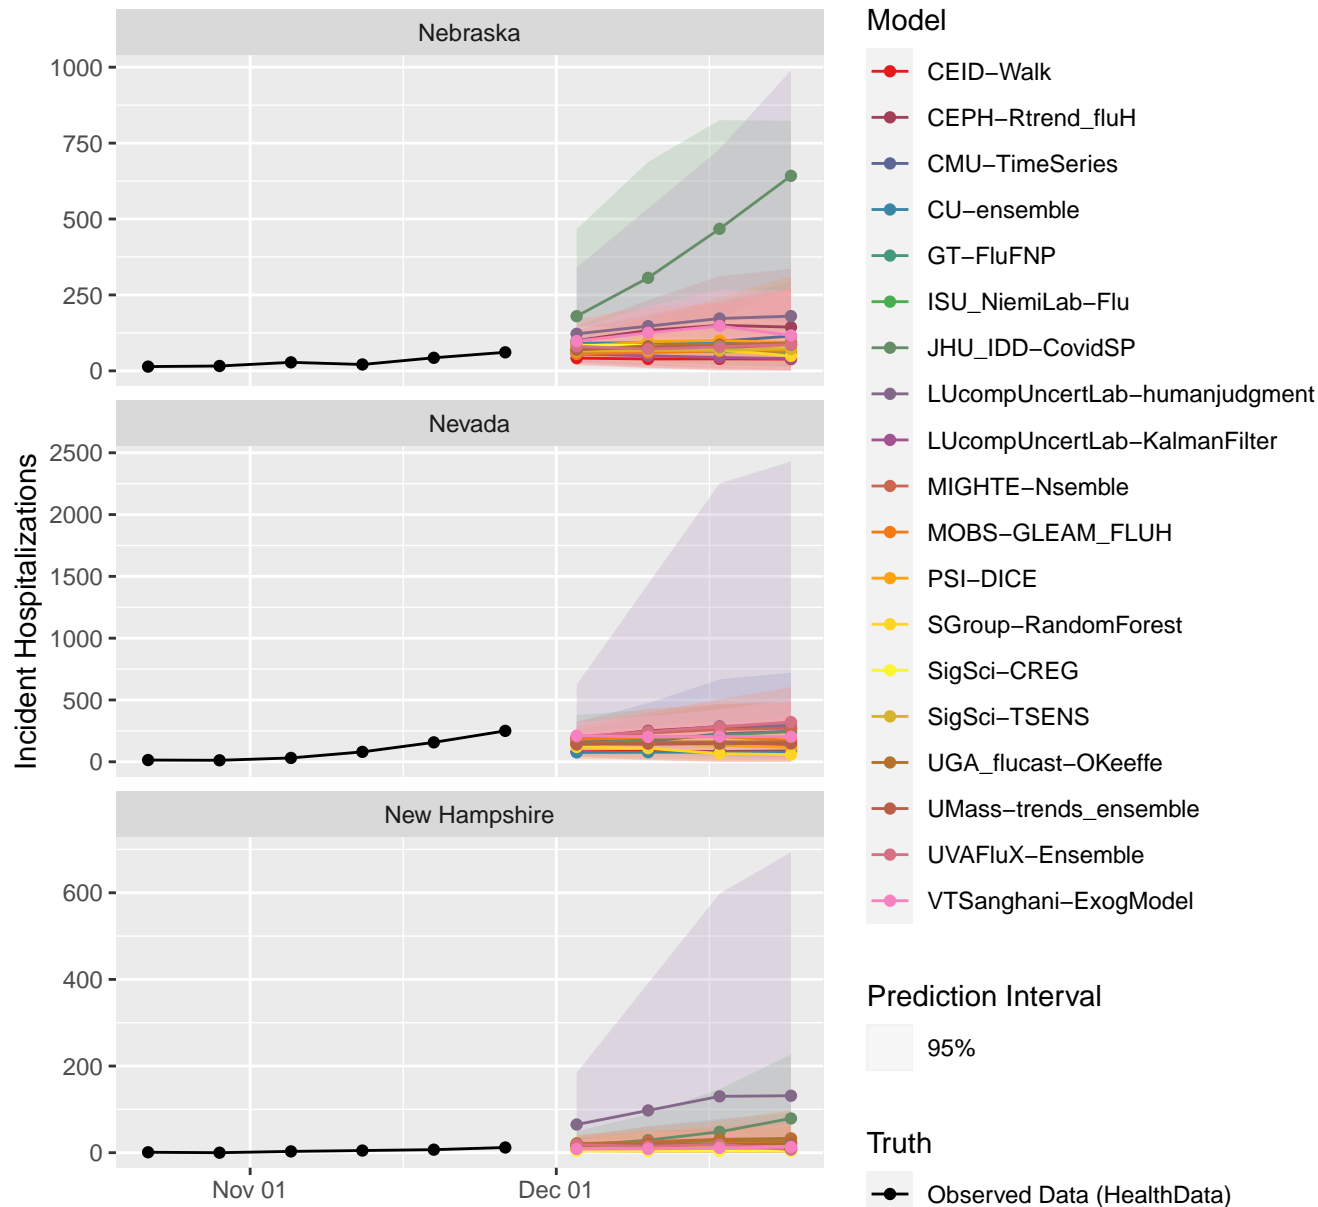 Nebraska
1000
750
500
250
0
Nevada
2500
2000
1500
1000
500
0
New Hampshire
600
400
200
0
Nov 01
Dec 01
Incident Hospitalizations
Model
CEID−Walk
CEPH−Rtrend_fluH
CMU−TimeSeries
CU−ensemble
GT−FluFNP
ISU_NiemiLab−Flu
JHU_IDD−CovidSP
LUcompUncertLab−humanjudgment
LUcompUncertLab−KalmanFilter
MIGHTE−Nsemble
MOBS−GLEAM_FLUH
PSI−DICE
SGroup−RandomForest
SigSci−CREG
SigSci−TSENS
UGA_flucast−OKeeffe
UMass−trends_ensemble
UVAFluX−Ensemble
VTSanghani−ExogModel
Prediction Interval
95%
Truth
Observed Data (HealthData)